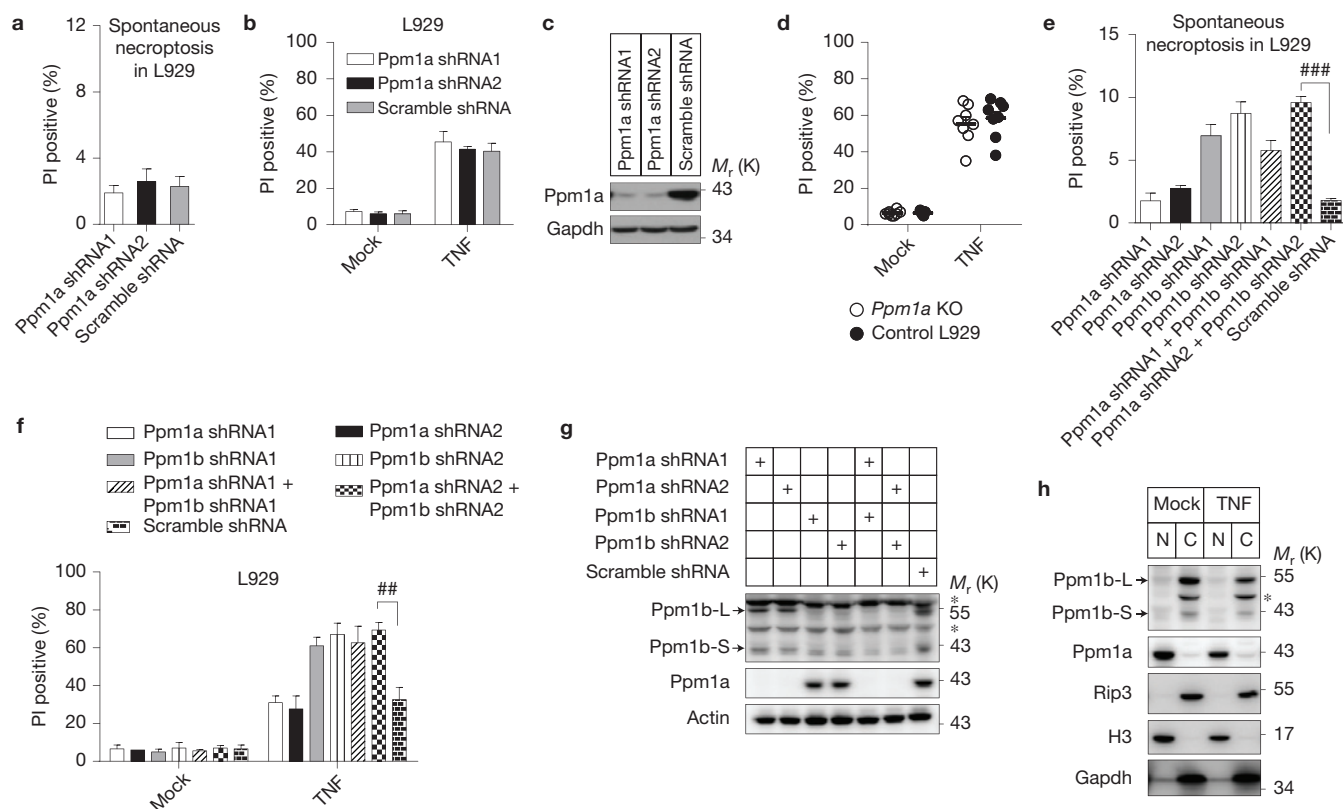 a
Spontaneous
necroptosis
in L929
PI positive (%)
12
8
4
0
Ppm1a shRNA1
Ppm1a shRNA2
Scramble shRNA
b
L929
PI positive (%)
100
80
60
40
20
0
Ppm1a shRNA1
Ppm1a shRNA2
Scramble shRNA
Mock
TNF
c
Ppm1a shRNA1
Ppm1a shRNA2
Scramble shRNA
Mr (K)
Ppm1a
43
Gapdh
34
d
PI positive (%)
100
80
60
40
20
0
Mock
TNF
Ppm1a KO
Control L929
e
Spontaneous
necroptosis in L929
PI positive (%)
15
10
5
0
###
Ppm1a shRNA1
Ppm1a shRNA2
Ppm1b shRNA1
Ppm1b shRNA2
Ppm1a shRNA1 + Ppm1b shRNA1
Ppm1a shRNA2 + Ppm1b shRNA2
Scramble shRNA
f
Ppm1a shRNA1
Ppm1a shRNA2
Ppm1b shRNA1
Ppm1b shRNA2
Ppm1a shRNA1 +
Ppm1b shRNA1
Ppm1a shRNA2 +
Ppm1b shRNA2
Scramble shRNA
L929
PI positive (%)
100
80
60
40
20
0
##
Mock
TNF
g
Ppm1a shRNA1 + +
Ppm1a shRNA2 + +
Ppm1b shRNA1 + +
Ppm1b shRNA2 + +
Scramble shRNA +
Mr (K)
*
Ppm1b-L
55
*
Ppm1b-S
43
Ppm1a
43
Actin
43
h
Mock TNF
N C N C
Mr (K)
Ppm1b-L
55
*
Ppm1b-S
43
Ppm1a
43
Rip3
55
H3
17
Gapdh
34